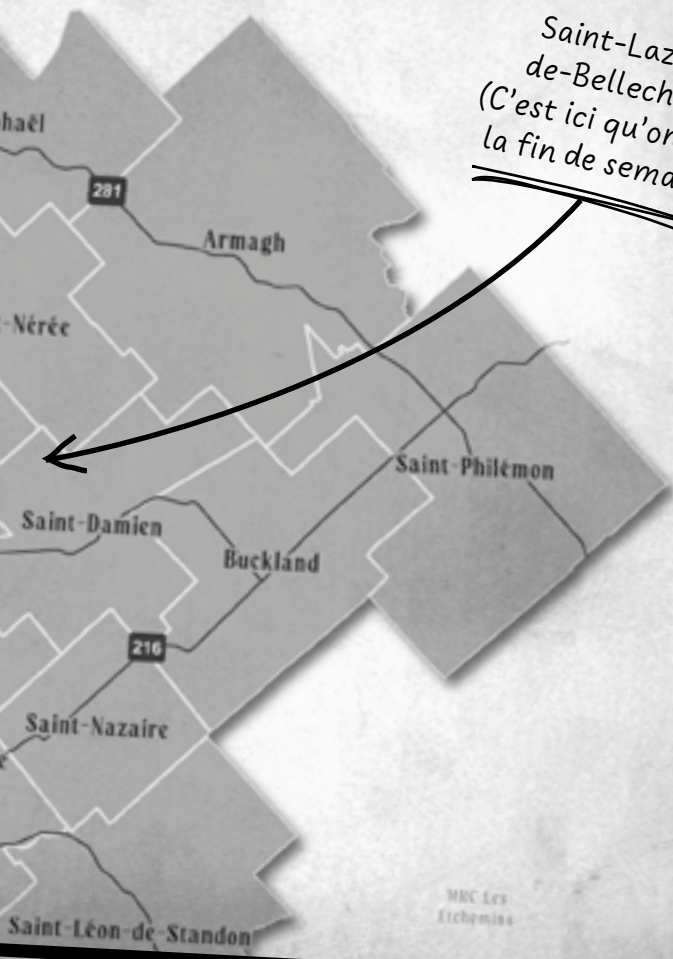 Saint-Laz
de-Bellech
(C'est ici qu'on
la fin de sema
haël
281
Armagh
-Nérée
Saint-Philémon
Saint-Damien
Buckland
216
Saint-Nazaire
e
MRC Les
Etchemins
Saint-Léon-de-Standon